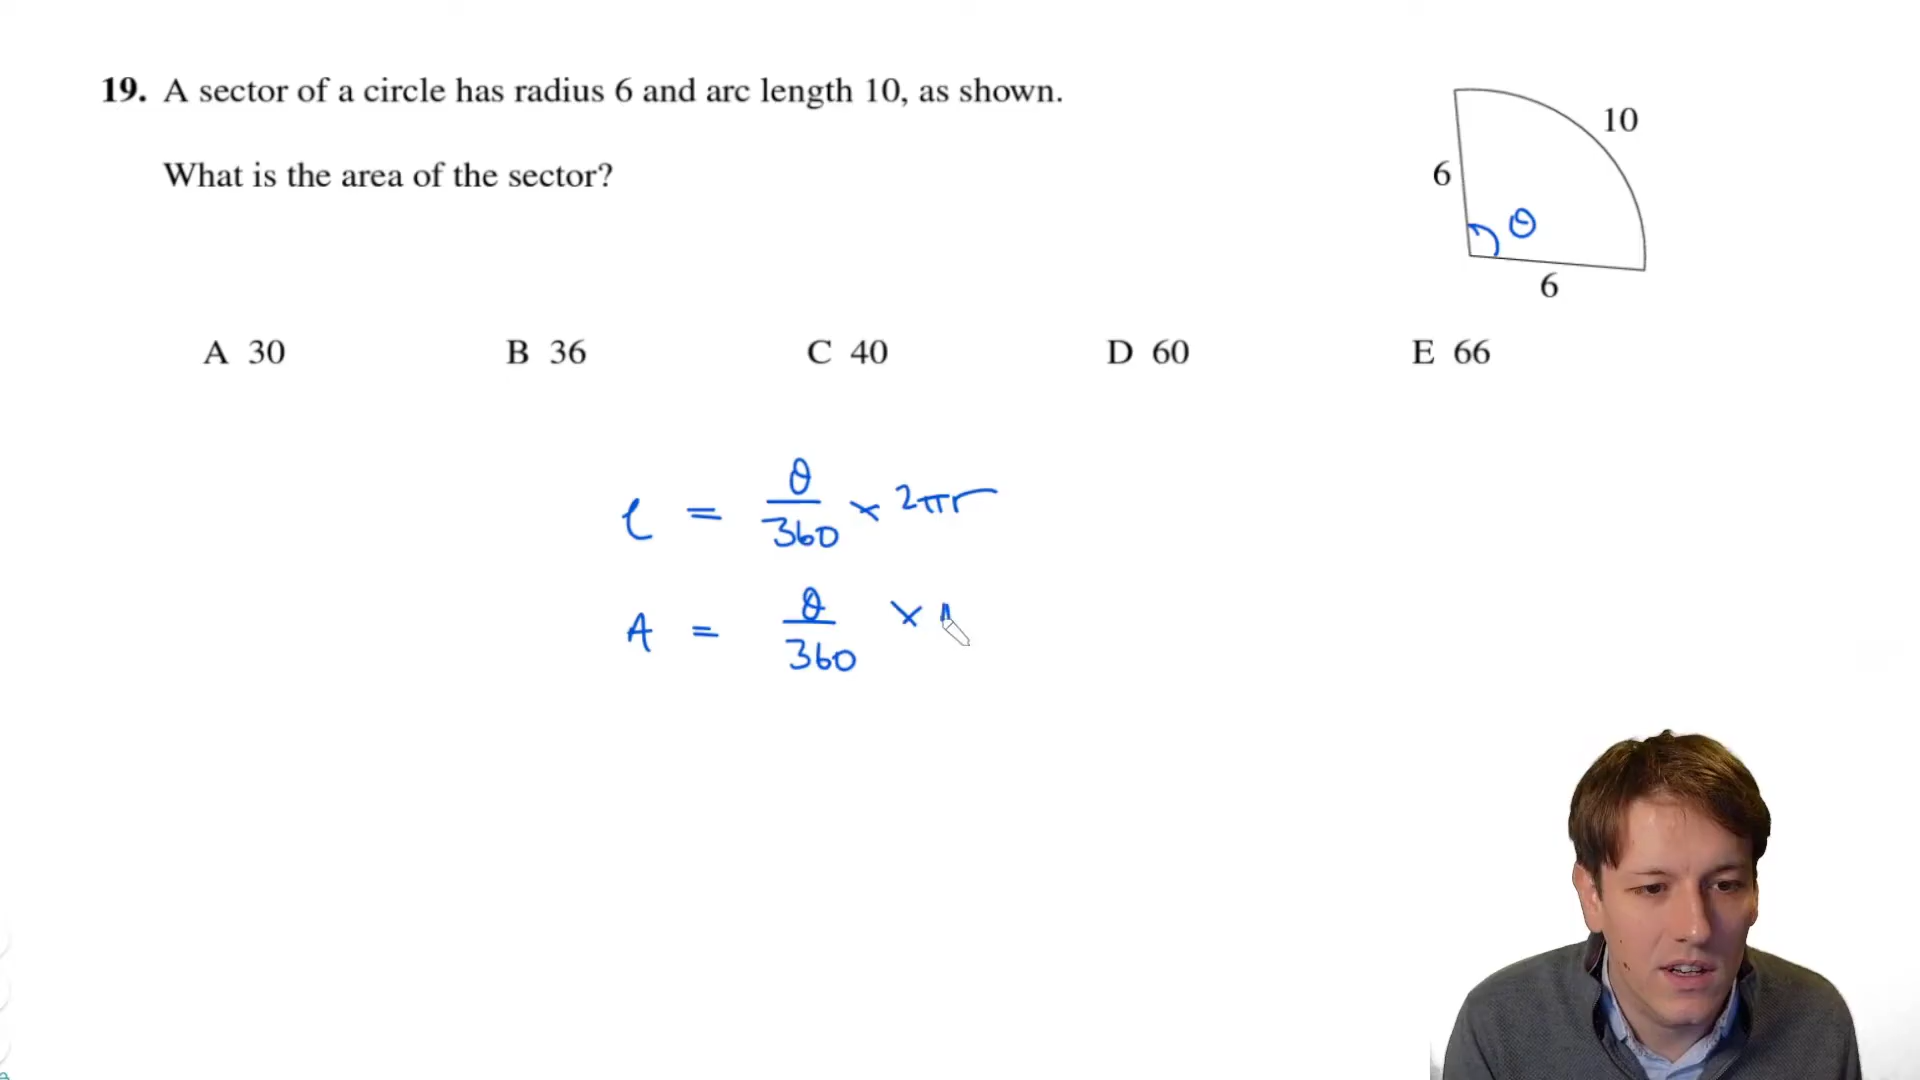 19. A sector of a circle has radius 6 and arc length 10, as shown.
What is the area of the sector?
10
6
θ
6
A 30 B 36 C 40 D 60 E 66
l = θ/360 × 2πr
A = θ/360 ×